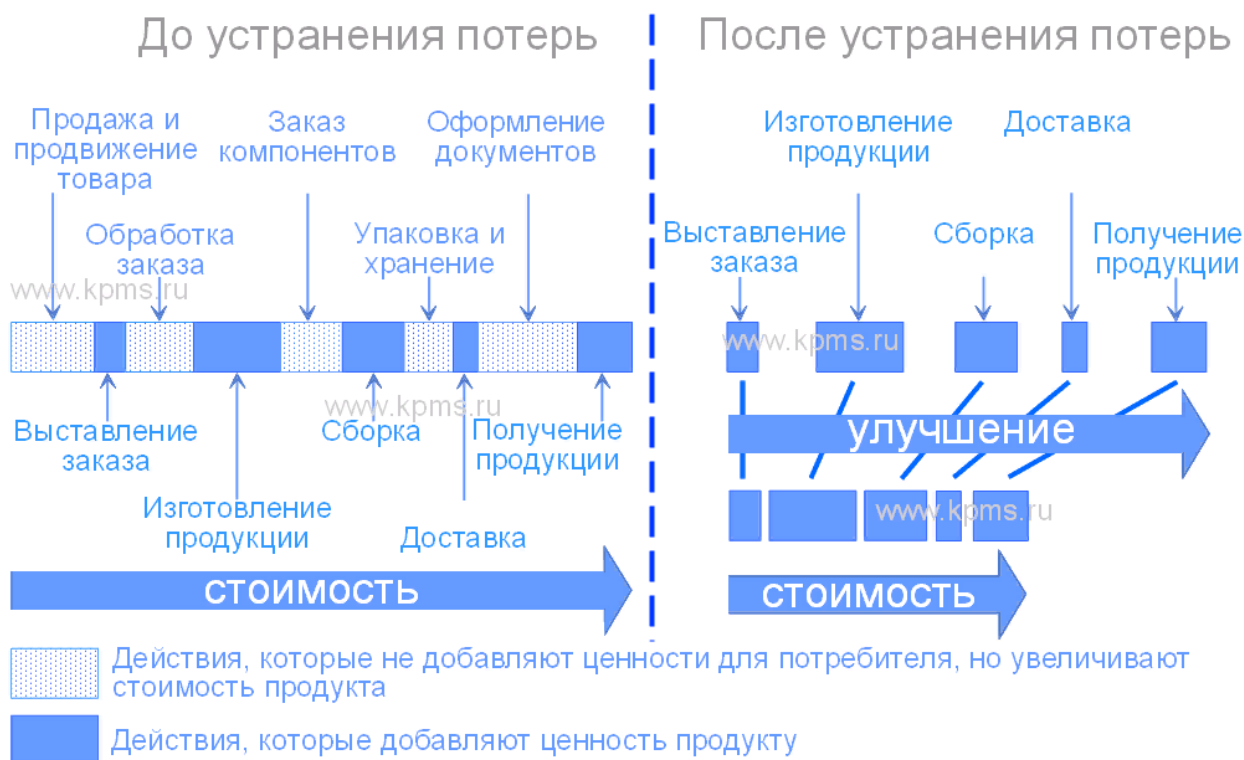 До устранения потерь
После устранения потерь
Продажа и
продвижение
товара
Заказ
компонентов
Оформление
документов
Обработка
заказа
Упаковка и
хранение
www.kpms.ru
www.kpms.ru
Выставление
заказа
Сборка
Получение
продукции
Изготовление
продукции
Доставка
стоимость
Изготовление
продукции
Доставка
Выставление
заказа
Сборка
Получение
продукции
www.kpms.ru
улучшение
www.kpms.ru
стоимость
Действия, которые не добавляют ценности для потребителя, но увеличивают
стоимость продукта
Действия, которые добавляют ценность продукту